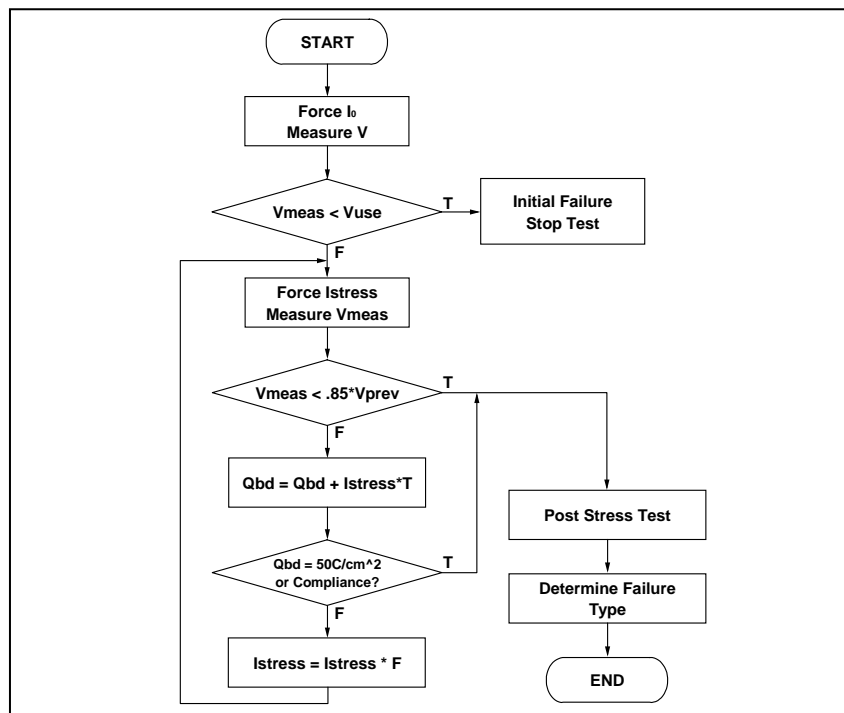 START
Force I₀
Measure V
Vmeas < Vuse
T
Initial Failure
Stop Test
F
Force Istress
Measure Vmeas
Vmeas < .85*Vprev
T
F
Qbd = Qbd + Istress*T
Post Stress Test
Qbd = 50C/cm^2
or Compliance?
T
Determine Failure
Type
F
Istress = Istress * F
END